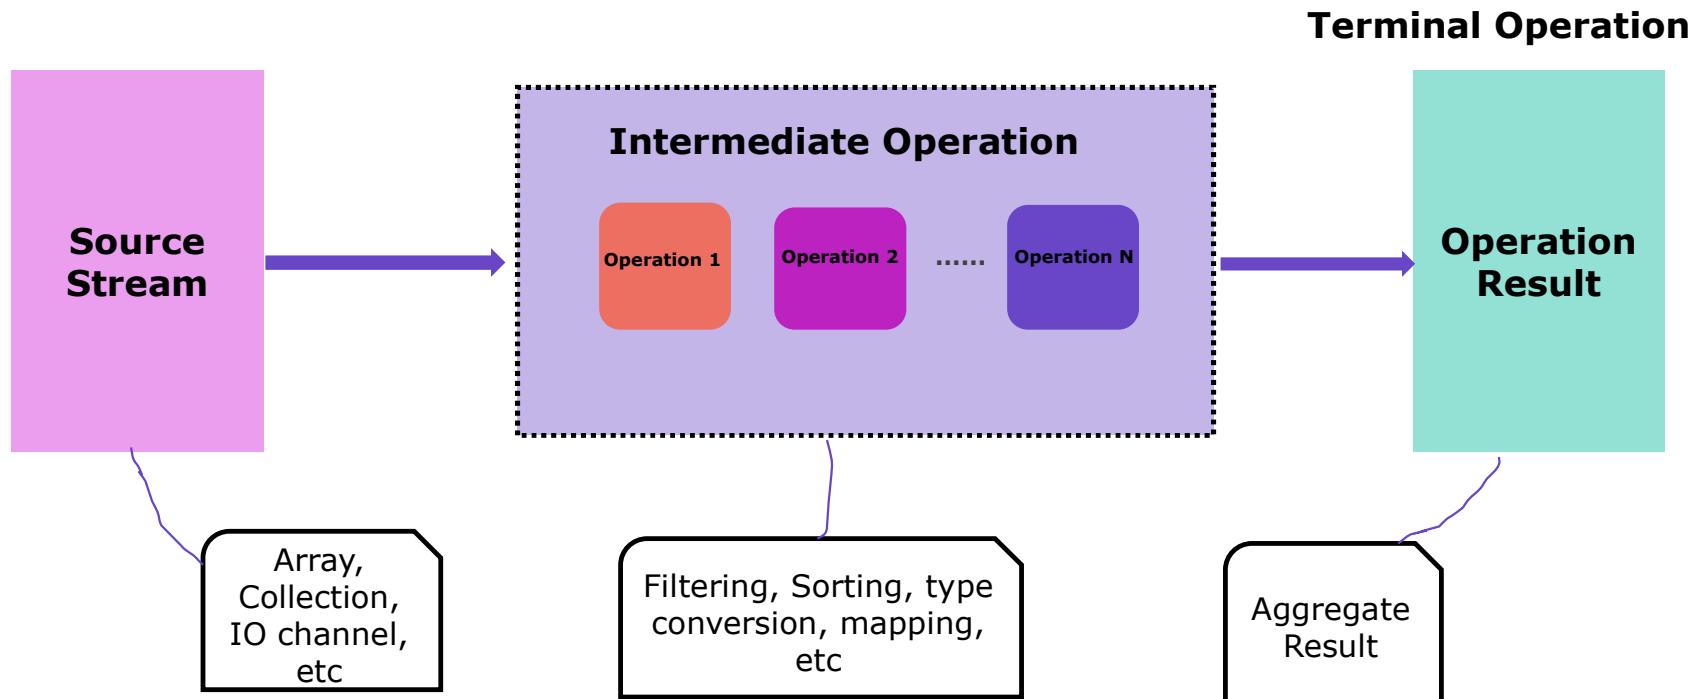 Terminal Operation
Source
Stream
Intermediate Operation
Operation 1
Operation 2
......
Operation N
Operation
Result
Array,
Collection,
IO channel,
etc
Filtering, Sorting, type
conversion, mapping,
etc
Aggregate
Result